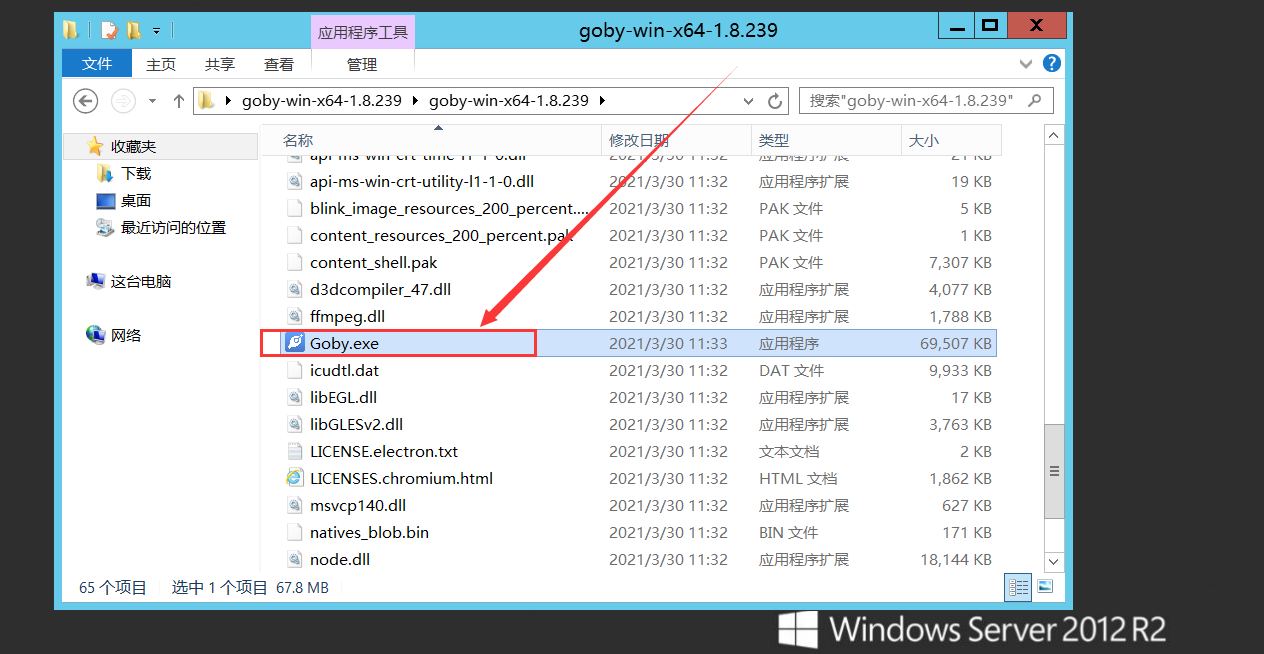 应用程序工具
goby-win-x64-1.8.239
文件 主页 共享 查看 管理
goby-win-x64-1.8.239 goby-win-x64-1.8.239 搜索"goby-win-x64-1.8.239"
名称 修改日期 类型 大小
收藏夹
下载
桌面
最近访问的位置
这台电脑
网络
api-ms-win-crt-time-l1-1-0.dll 2021/3/30 11:32 应用程序扩展 21 KB
api-ms-win-crt-utility-l1-1-0.dll 2021/3/30 11:32 应用程序扩展 19 KB
blink_image_resources_200_percent.... 2021/3/30 11:32 PAK 文件 5 KB
content_resources_200_percent.pak 2021/3/30 11:32 PAK 文件 1 KB
content_shell.pak 2021/3/30 11:32 PAK 文件 7,307 KB
d3dcompiler_47.dll 2021/3/30 11:32 应用程序扩展 4,077 KB
ffmpeg.dll 2021/3/30 11:32 应用程序扩展 1,788 KB
Goby.exe 2021/3/30 11:33 应用程序 69,507 KB
icudtl.dat 2021/3/30 11:32 DAT 文件 9,933 KB
libEGL.dll 2021/3/30 11:32 应用程序扩展 17 KB
libGLESv2.dll 2021/3/30 11:32 应用程序扩展 3,763 KB
LICENSE.electron.txt 2021/3/30 11:32 文本文档 2 KB
LICENSES.chromium.html 2021/3/30 11:32 HTML 文档 1,862 KB
msvcp140.dll 2021/3/30 11:32 应用程序扩展 627 KB
natives_blob.bin 2021/3/30 11:32 BIN 文件 171 KB
node.dll 2021/3/30 11:32 应用程序扩展 18,144 KB
65 个项目 选中 1 个项目 67.8 MB
Windows Server 2012 R2